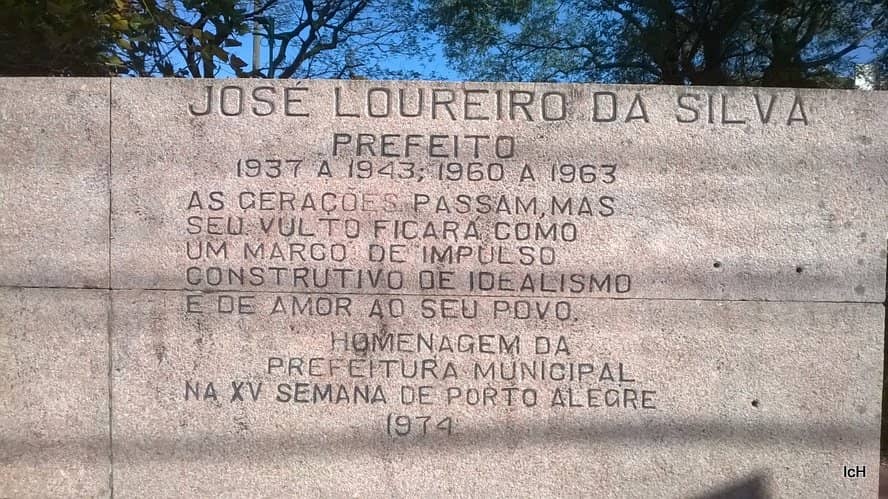 JOSÉ LOUREIRO DA SILVA
PREFEITO
1937 A 1943; 1960 A 1963
AS GERAÇÕES PASSAM, MAS
SEU VULTO FICARÁ COMO
UM MARCO DE IMPULSO
CONSTRUTIVO DE IDEALISMO
E DE AMOR AO SEU POVO.
HOMENAGEM DA
PREFEITURA MUNICIPAL
NA XV SEMANA DE PORTO ALEGRE
1974
IcH